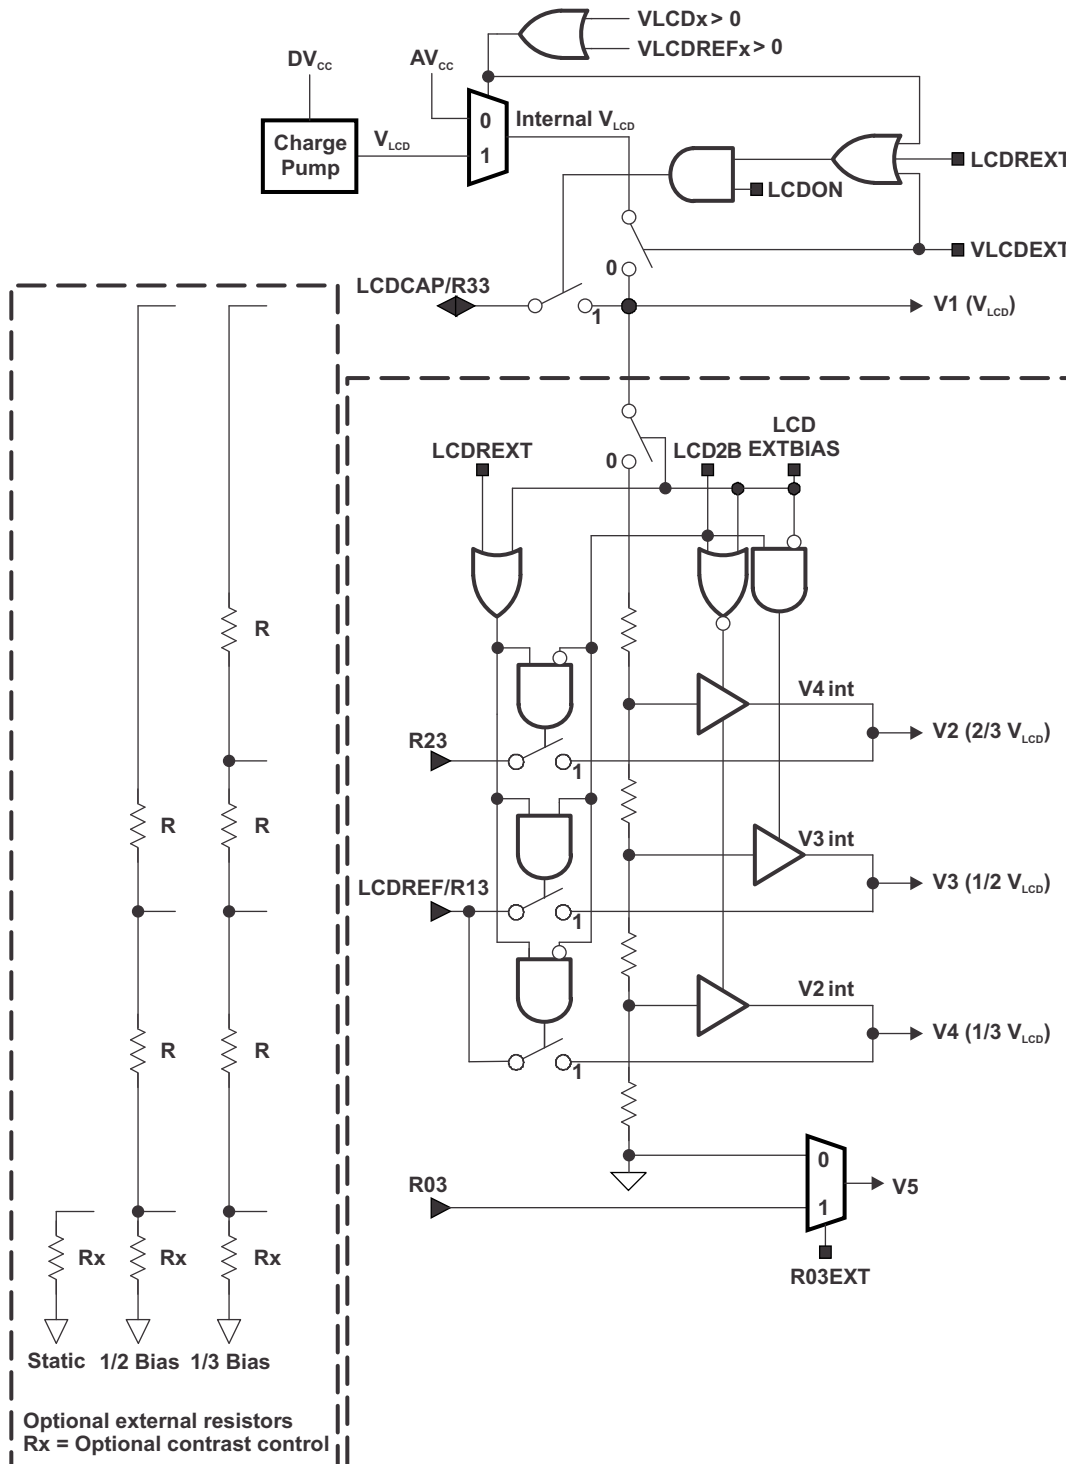 VLCDx > 0
VLCDREFx > 0
DVCC
AVCC
Charge
Pump
VLCD
0
1
Internal VLCD
LCDREXT
LCDON
VLCDEXT
0
LCDCAP/R33
1
V1 (VLCD)
LCDREXT
0
LCD2B
LCD
EXTBIAS
R
V4 int
V2 (2/3 VLCD)
R23
1
R
R
V3 int
V3 (1/2 VLCD)
LCDREF/R13
1
R
R
V2 int
V4 (1/3 VLCD)
1
0
1
R03
V5
R03EXT
Rx
Rx
Rx
Static
1/2 Bias
1/3 Bias
Optional external resistors
Rx = Optional contrast control